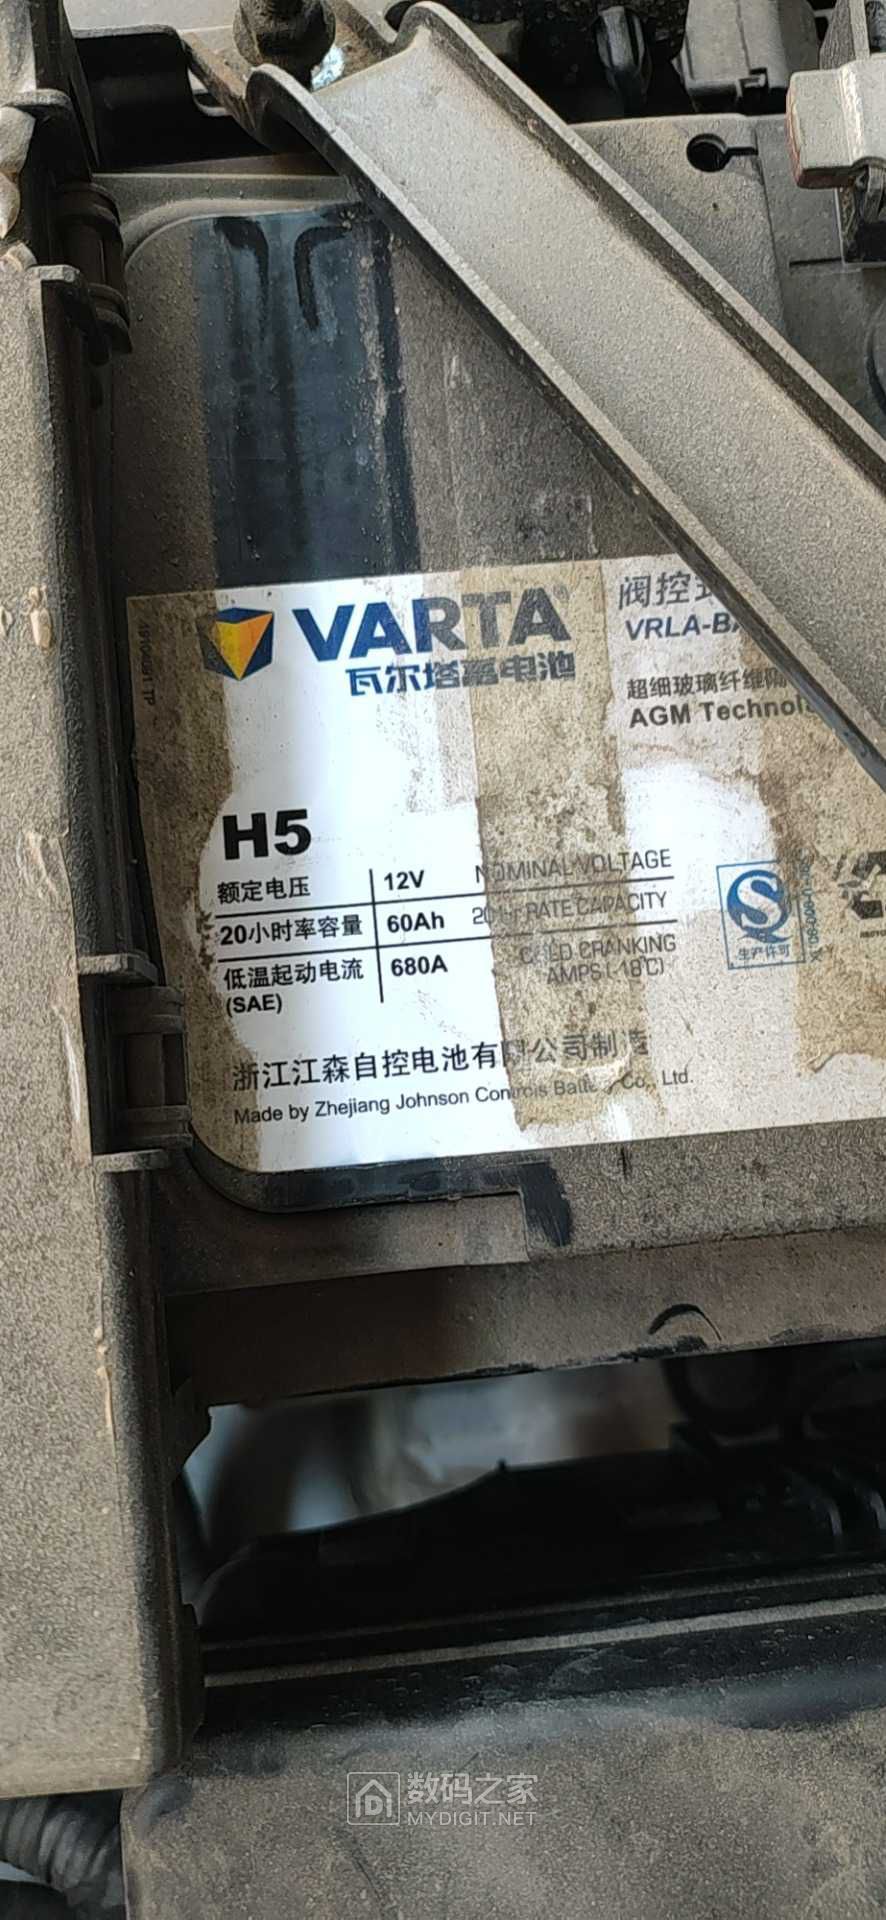 VARTA
瓦尔塔蓄电池
阀控
VRLA-B
超细玻璃纤维隔
AGM Technol
H5
额定电压 12V NOMINAL VOLTAGE
20小时率容量 60Ah 20 Hr RATE CAPACITY
低温起动电流 680A COLD CRANKING
(SAE) AMPS (-18℃)
生产许可
浙江江森自控电池有限公司制造
Made by Zhejiang Johnson Controls Battery Co., Ltd.
数码之家
MYDIGIT.NET